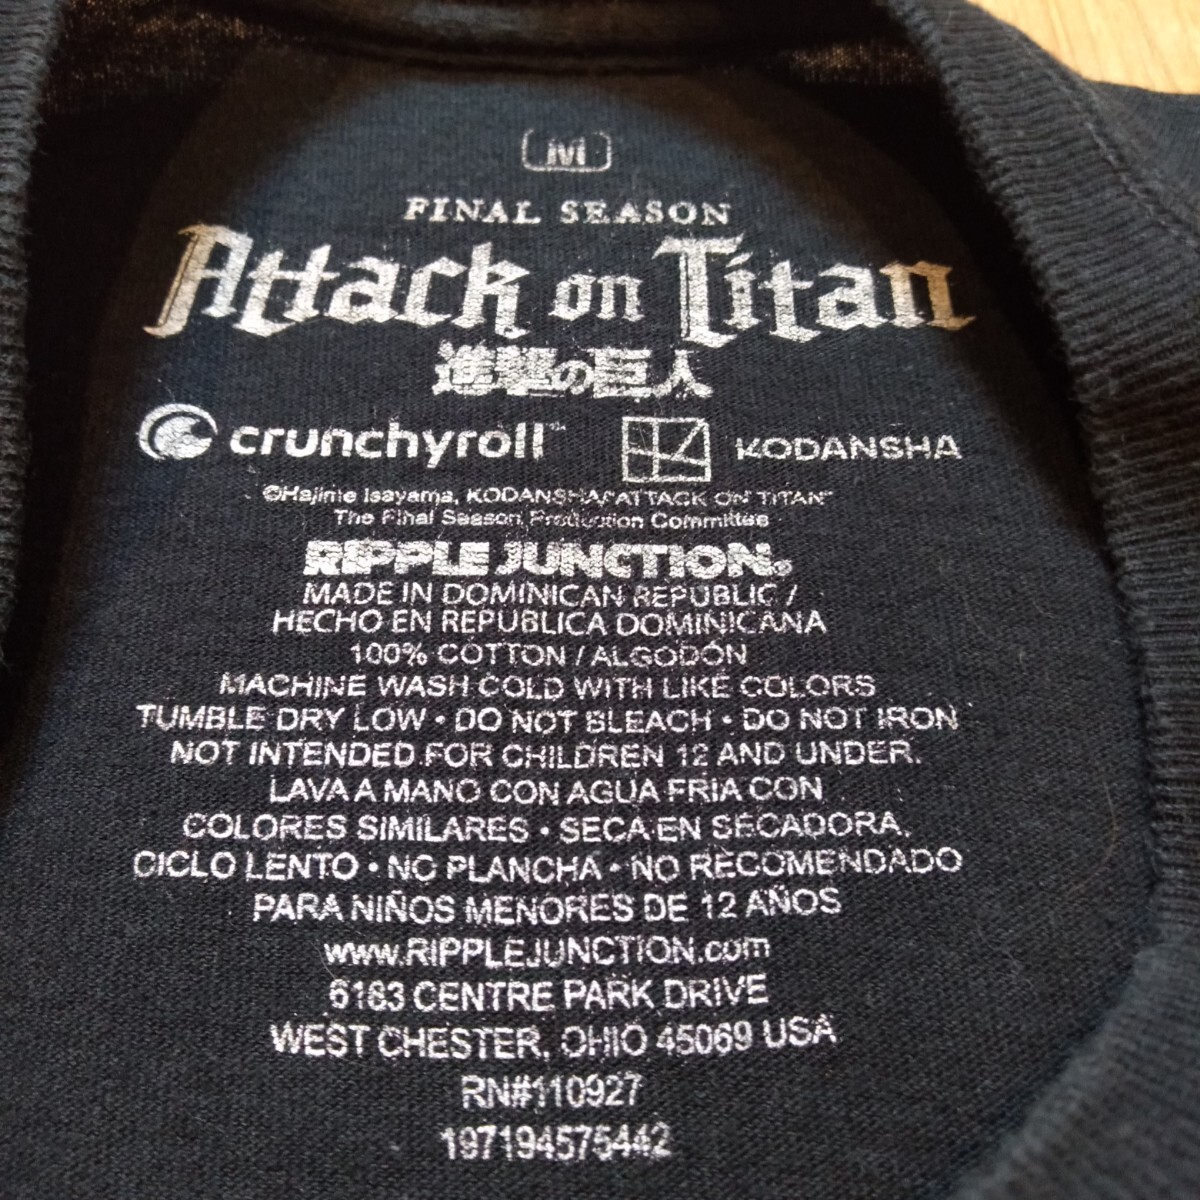 M
FINAL SEASON
Attack on Titan
進撃の巨人
crunchyroll™ KODANSHA
©Hajime Isayama, KODANSHA/"ATTACK ON TITAN"
The Final Season Production Committee
RIPPLE JUNCTION®
MADE IN DOMINICAN REPUBLIC /
HECHO EN REPUBLICA DOMINICANA
100% COTTON / ALGODÓN
MACHINE WASH COLD WITH LIKE COLORS
TUMBLE DRY LOW • DO NOT BLEACH • DO NOT IRON
NOT INTENDED FOR CHILDREN 12 AND UNDER.
LAVA A MANO CON AGUA FRIA CON
COLORES SIMILARES • SECA EN SECADORA,
CICLO LENTO • NO PLANCHA • NO RECOMENDADO
PARA NIÑOS MENORES DE 12 AÑOS
www.RIPPLEJUNCTION.com
6183 CENTRE PARK DRIVE
WEST CHESTER, OHIO 45069 USA
RN#110927
197194575442